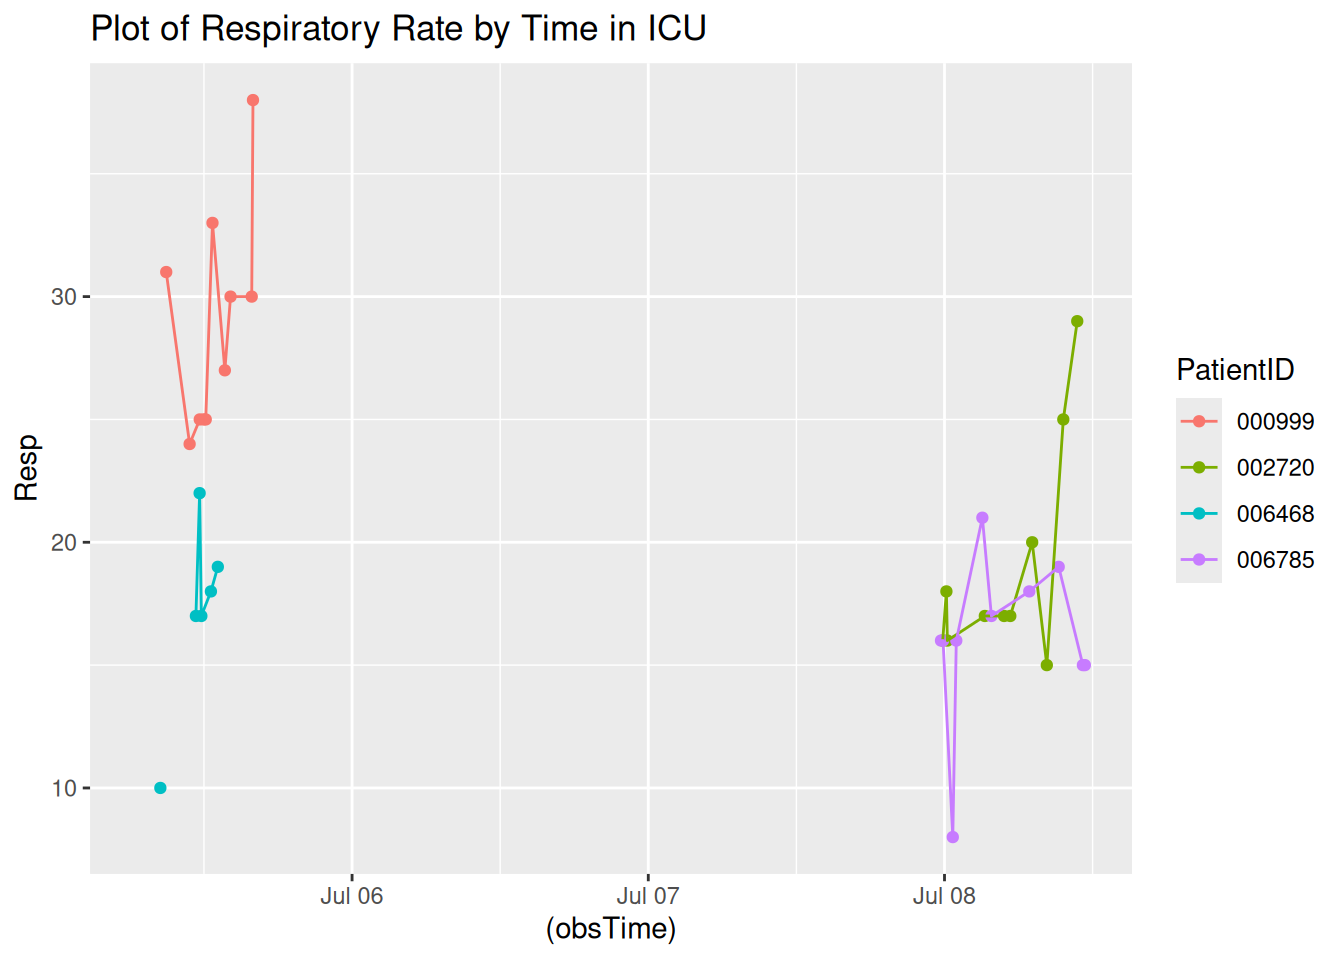 Plot of Respiratory Rate by Time in ICU
Resp
30
20
10
Jul 06
Jul 07
Jul 08
(obsTime)
PatientID
000999
002720
006468
006785